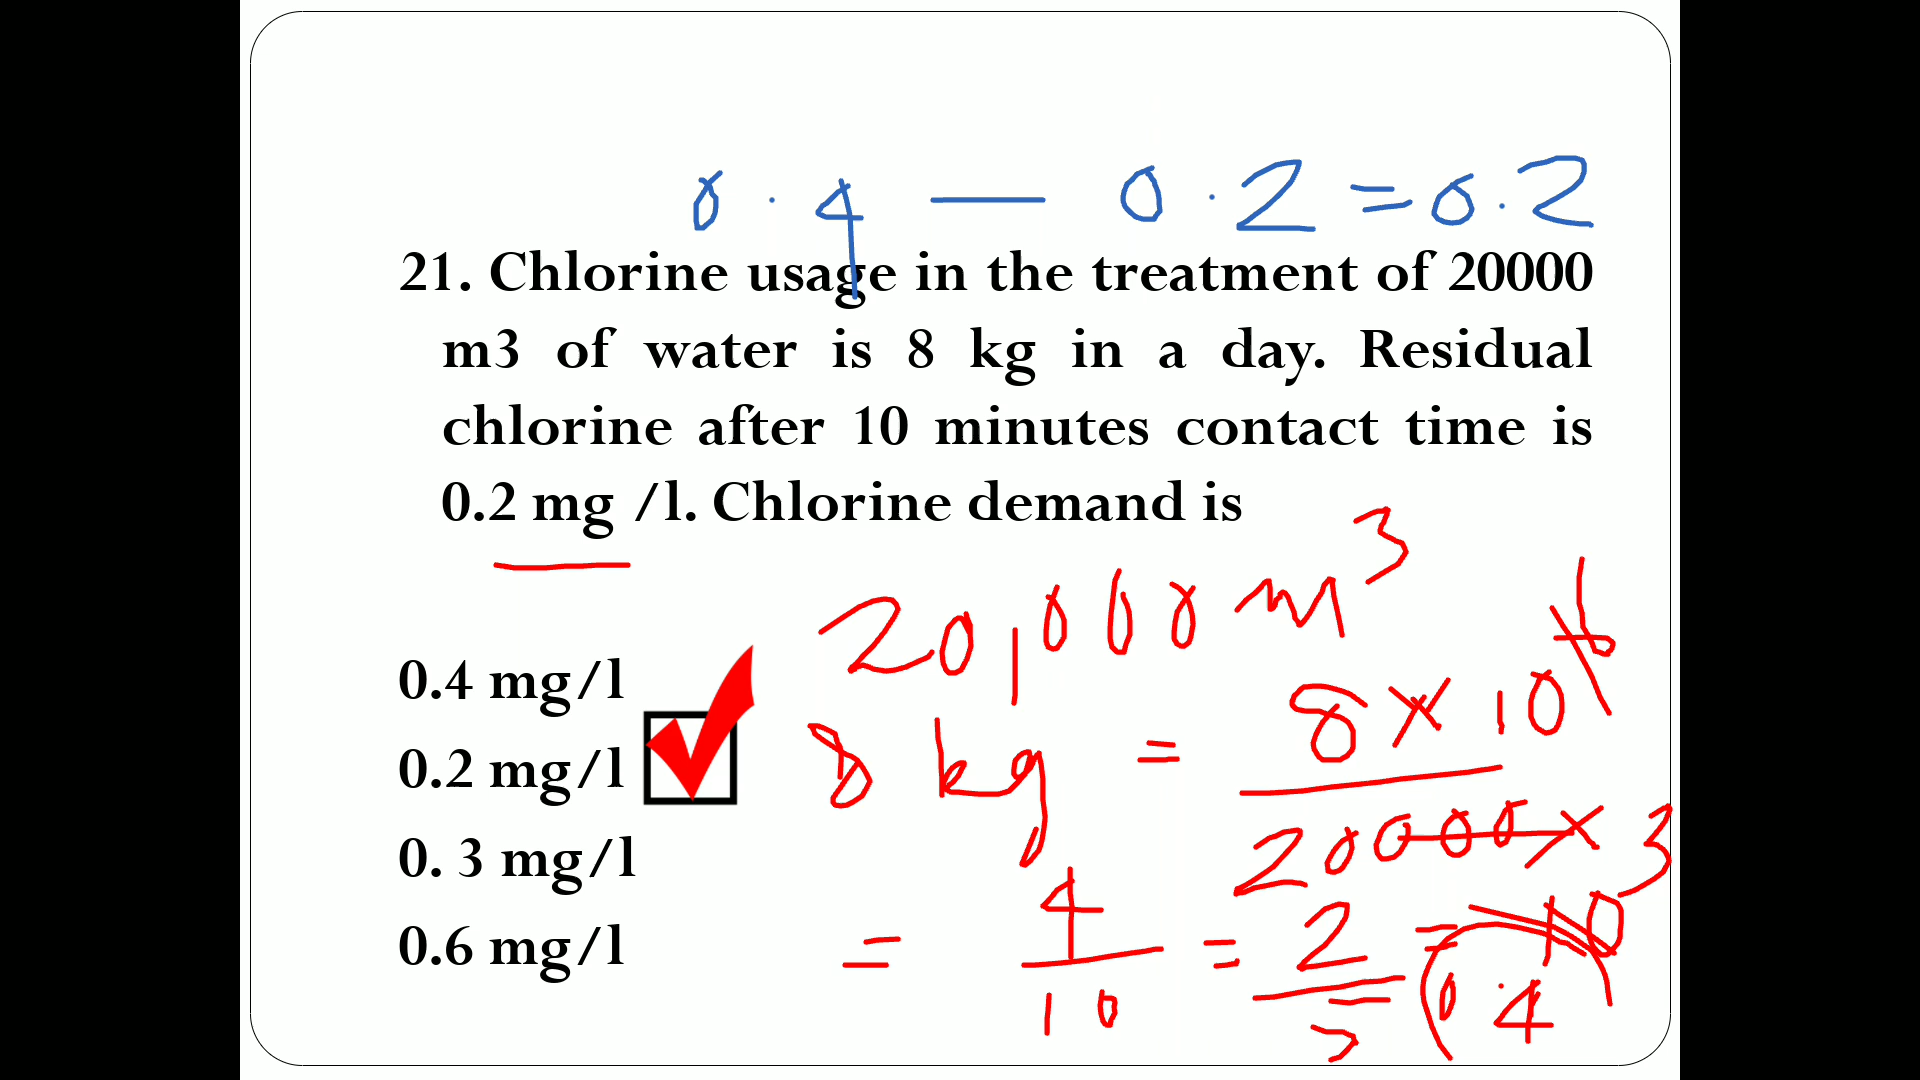 0.4 — 0.2 = 0.2
21. Chlorine usage in the treatment of 20000
m3 of water is 8 kg in a day. Residual
chlorine after 10 minutes contact time is
0.2 mg /l. Chlorine demand is
20,000 m³
0.4 mg/l
8 kg = 8 × 10⁶
0.2 mg/l
20000 × 10³
0. 3 mg/l
= 4/10 = 2/5 = 0.4
0.6 mg/l